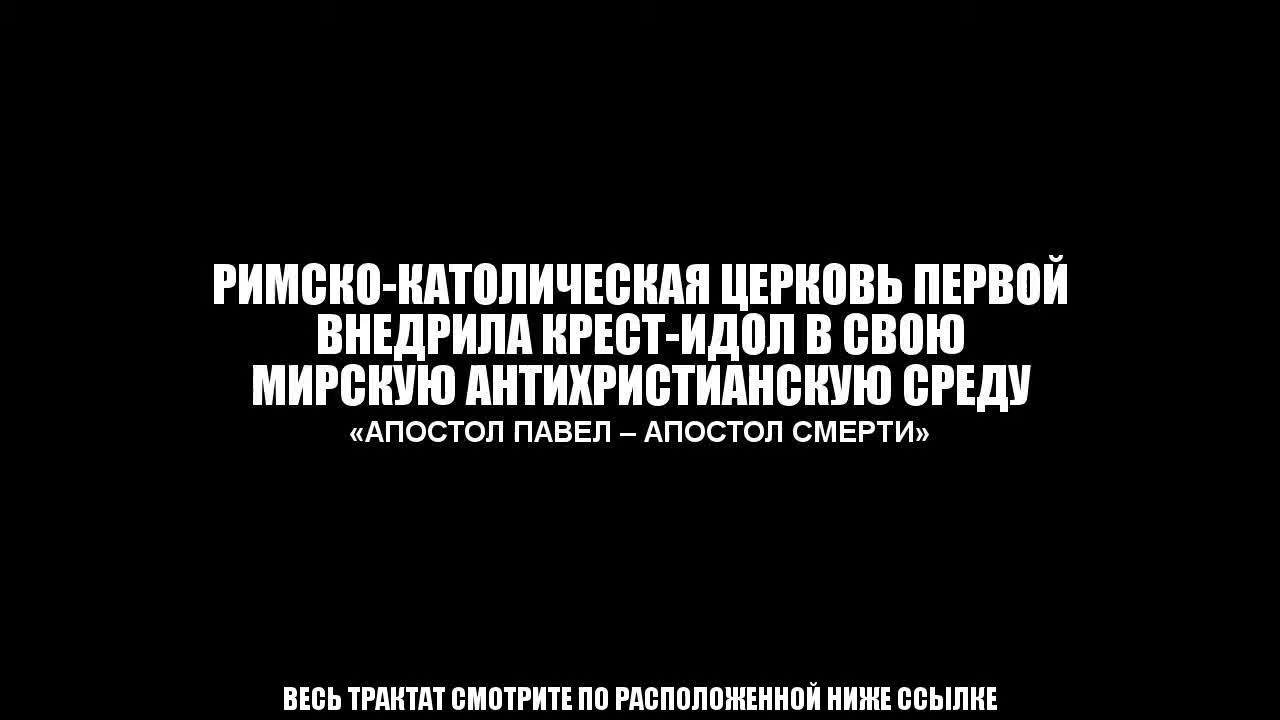 РИМСКО-КАТОЛИЧЕСКАЯ ЦЕРКОВЬ ПЕРВОЙ
ВНЕДРИЛА КРЕСТ-ИДОЛ В СВОЮ
МИРСКУЮ АНТИХРИСТИАНСКУЮ СРЕДУ
«АПОСТОЛ ПАВЕЛ – АПОСТОЛ СМЕРТИ»
ВЕСЬ ТРАКТАТ СМОТРИТЕ ПО РАСПОЛОЖЕННОЙ НИЖЕ ССЫЛКЕ